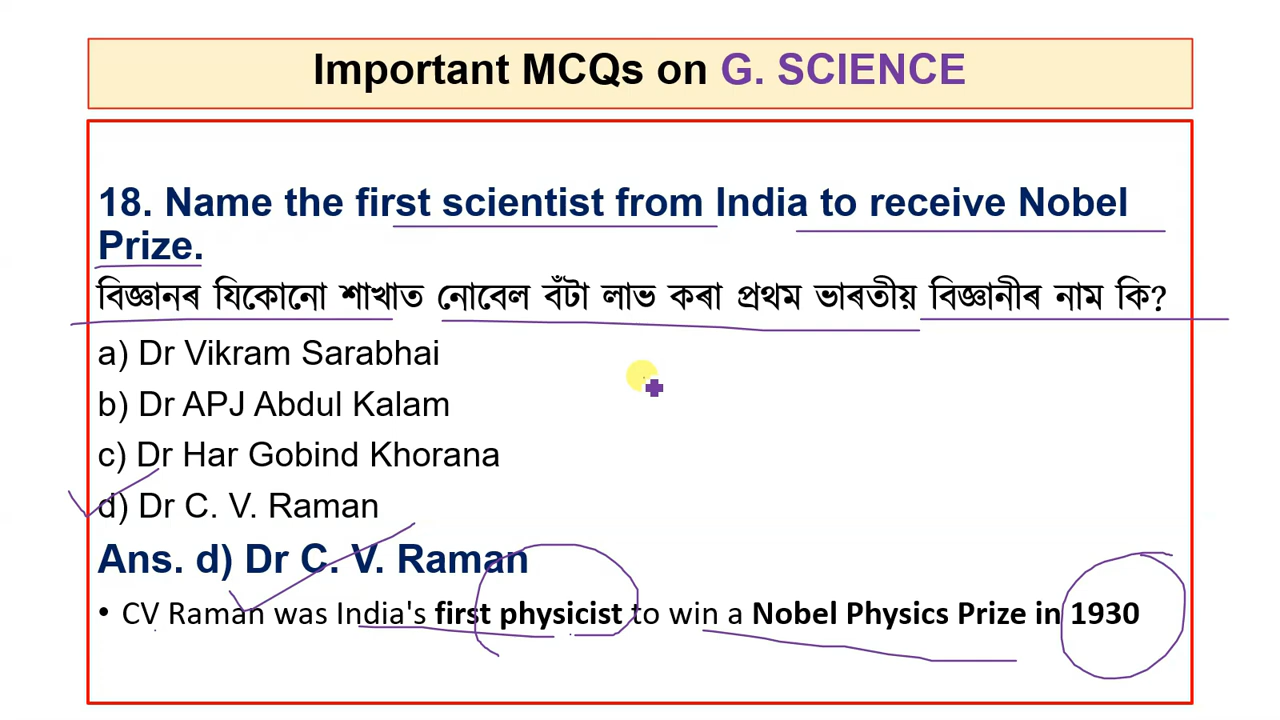 Important MCQs on G. SCIENCE
18. Name the first scientist from India to receive Nobel
Prize.
বিজ্ঞানৰ যিকোনো শাখাত নোবেল বঁটা লাভ কৰা প্ৰথম ভাৰতীয় বিজ্ঞানীৰ নাম কি?
a) Dr Vikram Sarabhai
b) Dr APJ Abdul Kalam
c) Dr Har Gobind Khorana
d) Dr C. V. Raman
Ans. d) Dr C. V. Raman
• CV Raman was India's first physicist to win a Nobel Physics Prize in 1930